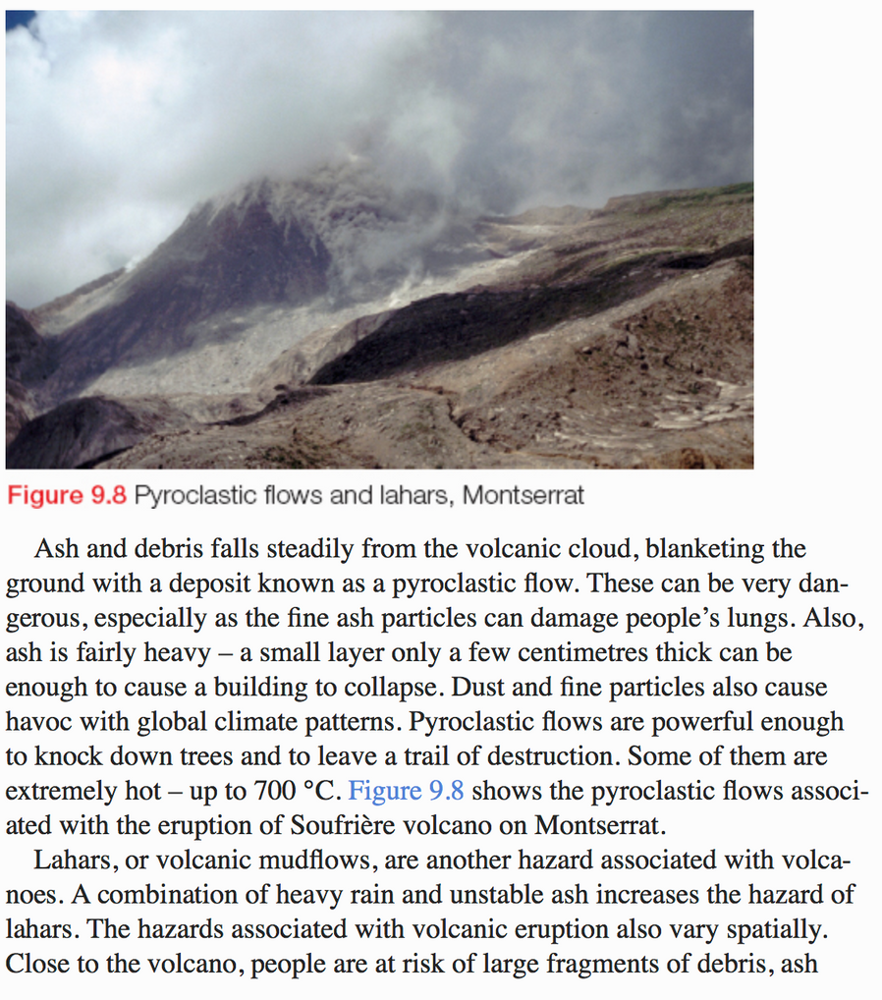 Figure 9.8 Pyroclastic flows and lahars, Montserrat
Ash and debris falls steadily from the volcanic cloud, blanketing the
ground with a deposit known as a pyroclastic flow. These can be very dan-
gerous, especially as the fine ash particles can damage people’s lungs. Also,
ash is fairly heavy – a small layer only a few centimetres thick can be
enough to cause a building to collapse. Dust and fine particles also cause
havoc with global climate patterns. Pyroclastic flows are powerful enough
to knock down trees and to leave a trail of destruction. Some of them are
extremely hot – up to 700 °C. Figure 9.8 shows the pyroclastic flows associ-
ated with the eruption of Soufrière volcano on Montserrat.
Lahars, or volcanic mudflows, are another hazard associated with volca-
noes. A combination of heavy rain and unstable ash increases the hazard of
lahars. The hazards associated with volcanic eruption also vary spatially.
Close to the volcano, people are at risk of large fragments of debris, ash